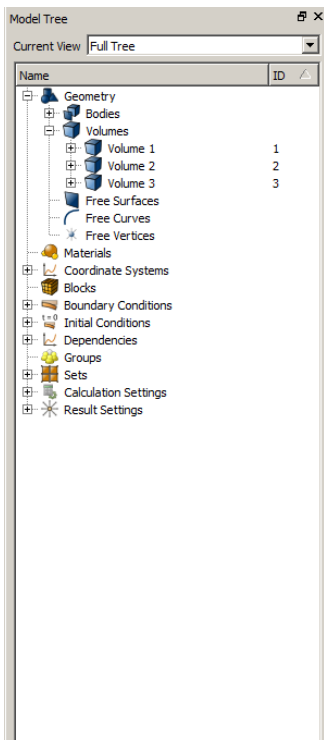 Model Tree
Current View Full Tree
Name ID
Geometry
Bodies
Volumes
Volume 1 1
Volume 2 2
Volume 3 3
Free Surfaces
Free Curves
Free Vertices
Materials
Coordinate Systems
Blocks
Boundary Conditions
t=0 Initial Conditions
Dependencies
Groups
Sets
Calculation Settings
Result Settings